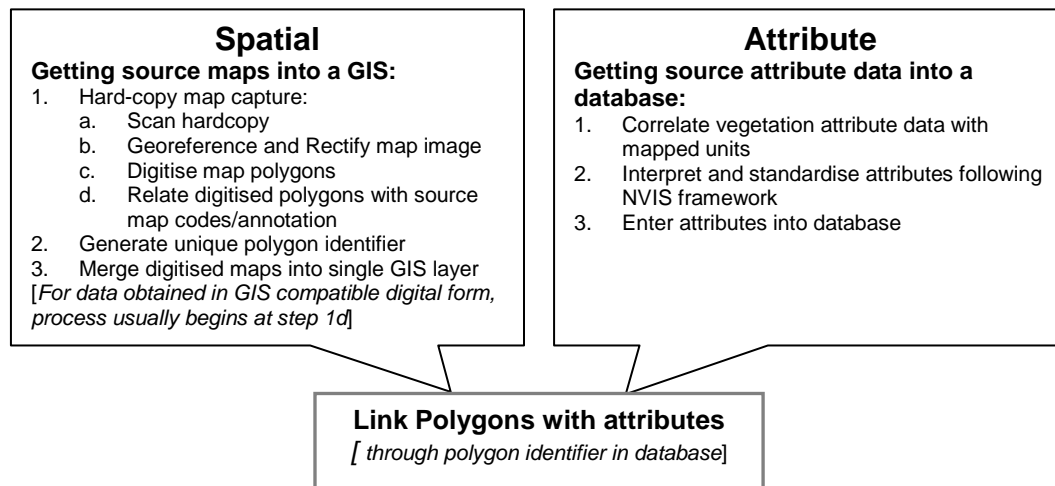 Spatial
Getting source maps into a GIS:
1. Hard-copy map capture:
a. Scan hardcopy
b. Georeference and Rectify map image
c. Digitise map polygons
d. Relate digitised polygons with source
map codes/annotation
2. Generate unique polygon identifier
3. Merge digitised maps into single GIS layer
[For data obtained in GIS compatible digital form,
process usually begins at step 1d]
Attribute
Getting source attribute data into a
database:
1. Correlate vegetation attribute data with
mapped units
2. Interpret and standardise attributes following
NVIS framework
3. Enter attributes into database
Link Polygons with attributes
[ through polygon identifier in database]